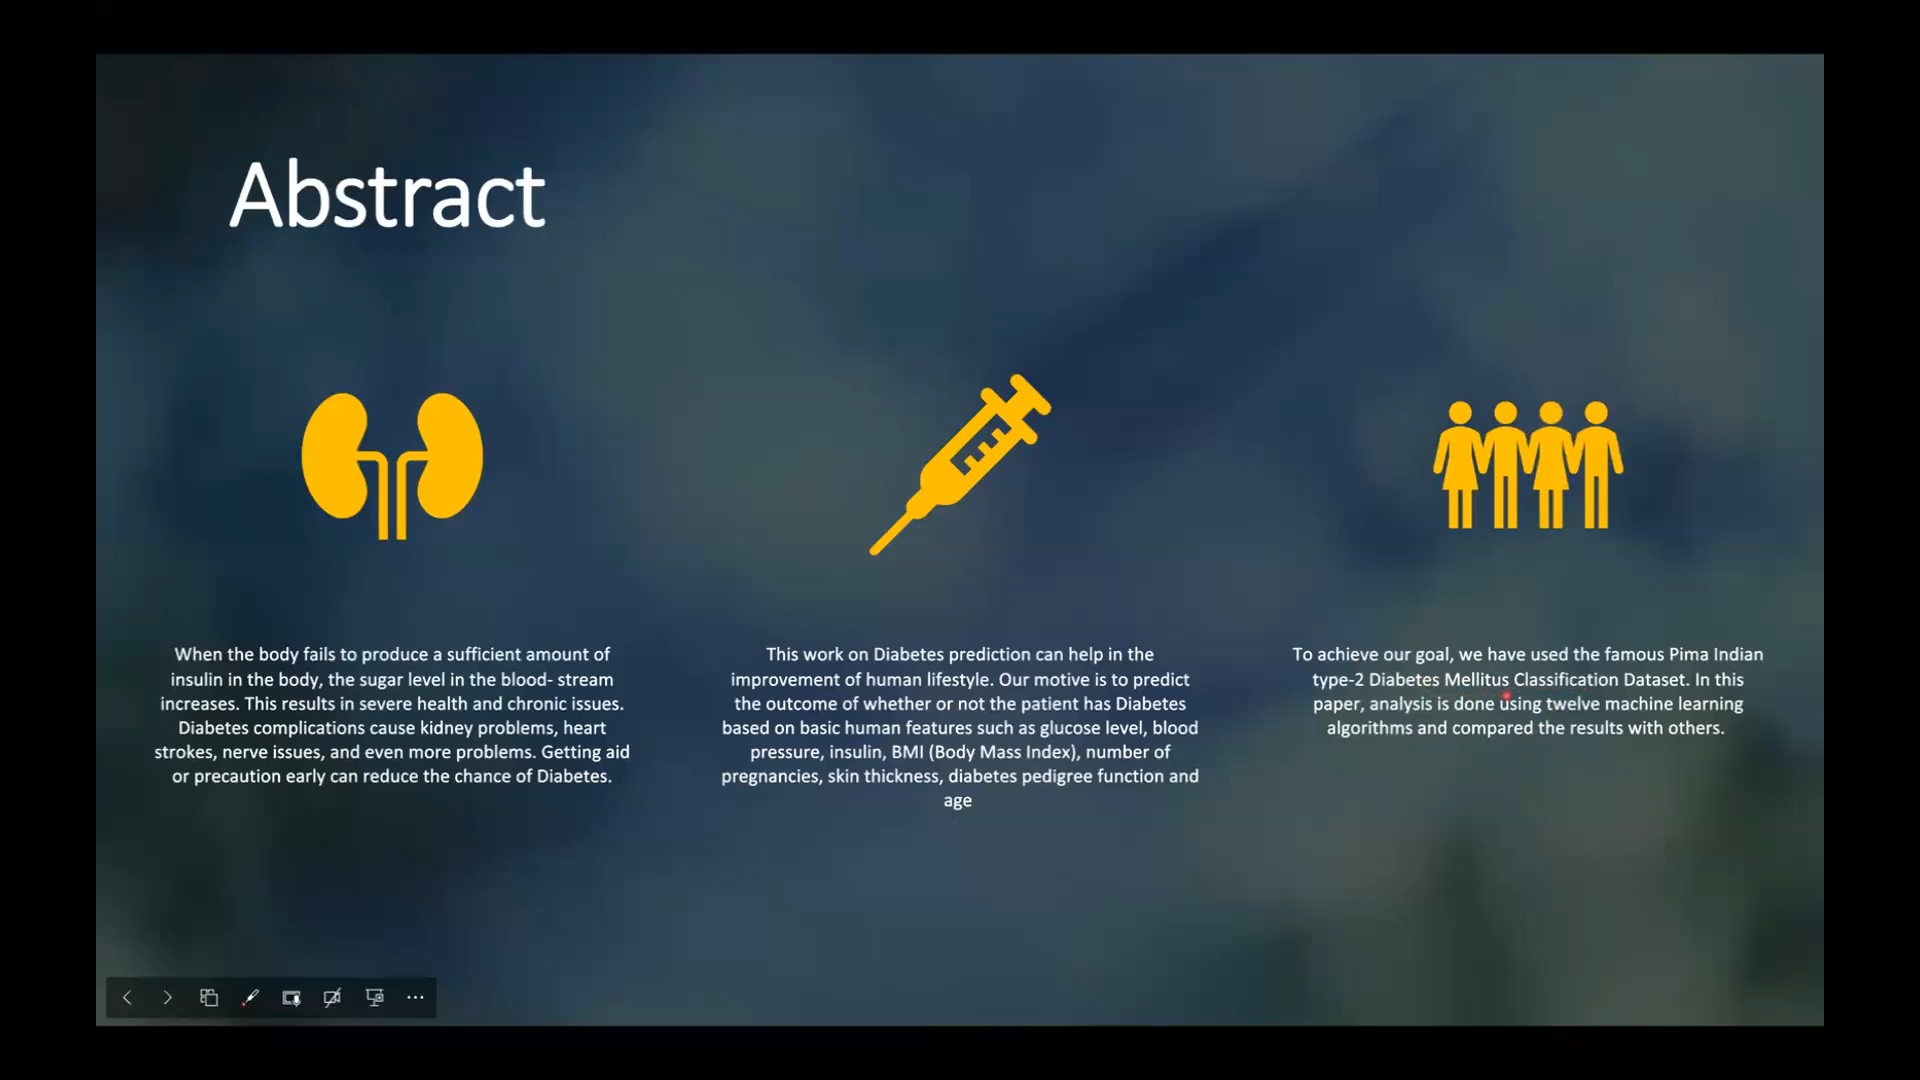 Abstract
When the body fails to produce a sufficient amount of
insulin in the body, the sugar level in the blood- stream
increases. This results in severe health and chronic issues.
Diabetes complications cause kidney problems, heart
strokes, nerve issues, and even more problems. Getting aid
or precaution early can reduce the chance of Diabetes.
This work on Diabetes prediction can help in the
improvement of human lifestyle. Our motive is to predict
the outcome of whether or not the patient has Diabetes
based on basic human features such as glucose level, blood
pressure, insulin, BMI (Body Mass Index), number of
pregnancies, skin thickness, diabetes pedigree function and
age
To achieve our goal, we have used the famous Pima Indian
type-2 Diabetes Mellitus Classification Dataset. In this
paper, analysis is done using twelve machine learning
algorithms and compared the results with others.